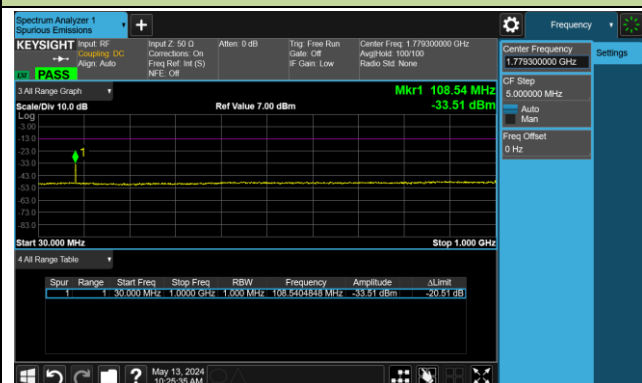 Spectrum Analyzer 1
Spurious Emissions
+
Frequency
KEYSIGHT
Input: RF
Coupling: DC
Align: Auto
Input Z: 50 Ω
Corrections: On
Freq Ref: Int (S)
NFE: Off
Atten: 0 dB
Trig: Free Run
Gate: Off
IF Gain: Low
Center Freq: 1.779300000 GHz
Avg|Hold: 100/100
Radio Std: None
PASS
Center Frequency
1.779300000 GHz
Settings
CF Step
5.000000 MHz
Auto
Man
Freq Offset
0 Hz
3 All Range Graph
Mkr1 108.54 MHz
Scale/Div 10.0 dB
Ref Value 7.00 dBm
-33.51 dBm
Log
-3.00
-13.0
-23.0
-33.0
-43.0
-53.0
-63.0
-73.0
-83.0
1
Start 30.000 MHz
Stop 1.000 GHz
4 All Range Table
Spur Range Start Freq Stop Freq RBW Frequency Amplitude ΔLimit
1 1 30.000 MHz 1.0000 GHz 1.000 MHz 108.5404848 MHz -33.51 dBm -20.51 dB
?
May 13, 2024
10:25:35 AM